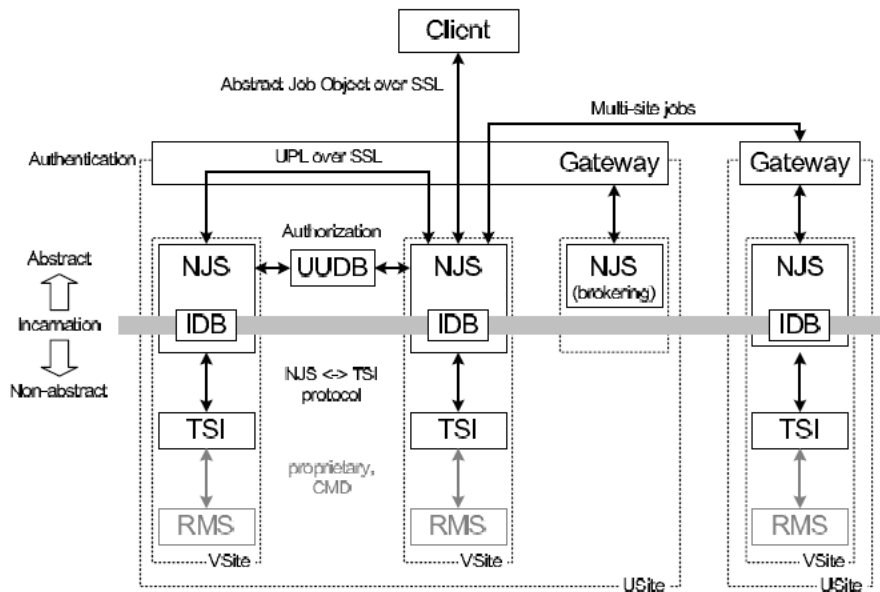 Client
Abstract Job Object over SSL
Multi-site jobs
Authentication
UPL over SSL
Gateway
Gateway
Authorization
Abstract
NJS
UUDB
NJS
NJS
(brokering)
NJS
Incarnation
IDB
IDB
IDB
Non-abstract
NJS <-> TSI
protocol
TSI
TSI
TSI
proprietary,
CMD
RMS
RMS
RMS
VSite
VSite
VSite
USite
USite